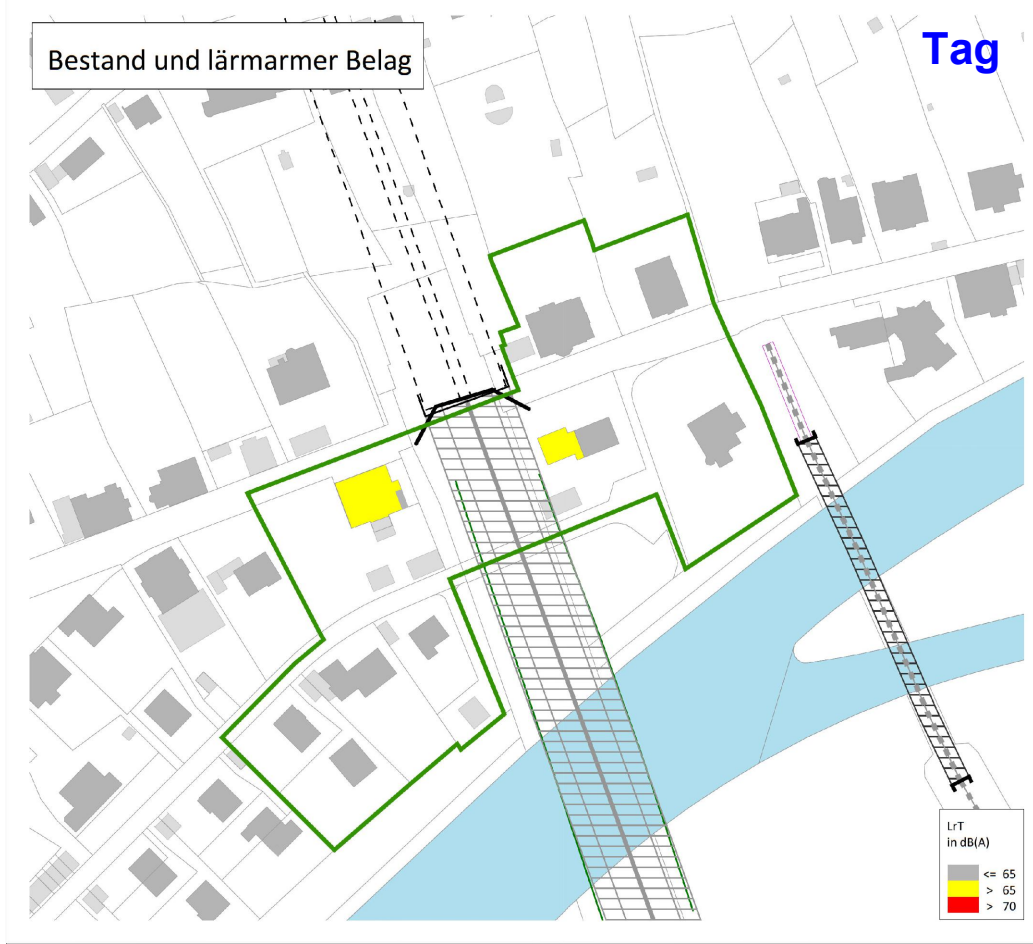 Bestand und lärmarmer Belag
Tag
LrT
in dB(A)
<= 65
> 65
> 70